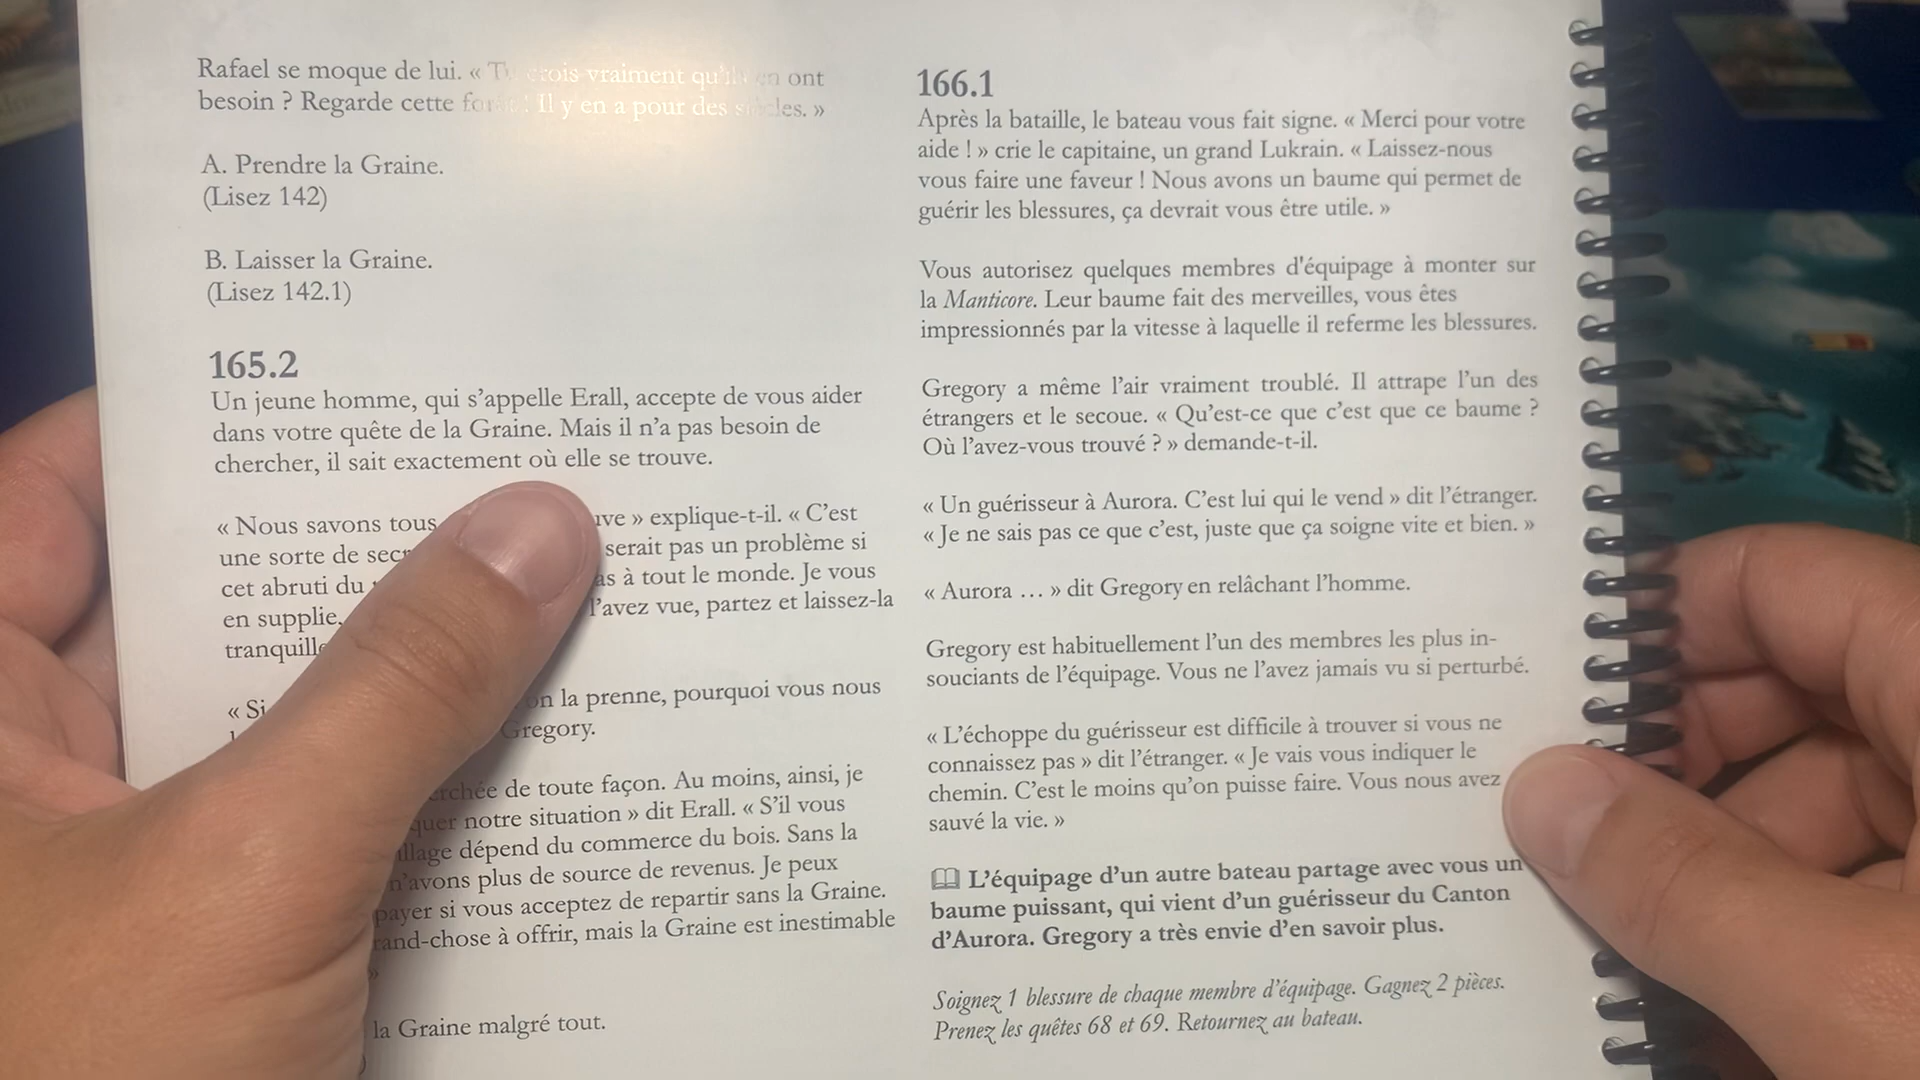 Rafael se moque de lui. « Tu crois vraiment qu'ils en ont
besoin ? Regarde cette forêt ! Il y en a pour des siècles. »
A. Prendre la Graine.
(Lisez 142)
B. Laisser la Graine.
(Lisez 142.1)
165.2
Un jeune homme, qui s'appelle Erall, accepte de vous aider
dans votre quête de la Graine. Mais il n'a pas besoin de
chercher, il sait exactement où elle se trouve.
« Nous savons tous » explique-t-il. « C'est
une sorte de serait pas un problème si
cet abruti du à tout le monde. Je vous
en supplie, l'avez vue, partez et laissez-la
« Si on la prenne, pourquoi vous nous
Gregory.
de toute façon. Au moins, ainsi, je
notre situation » dit Erall. « S'il vous
dépend du commerce du bois. Sans la
n'avons plus de source de revenus. Je peux
payer si vous acceptez de repartir sans la Graine.
à offrir, mais la Graine est inestimable
»
la Graine malgré tout.
166.1
Après la bataille, le bateau vous fait signe. « Merci pour votre
aide ! » crie le capitaine, un grand Lukrain. « Laissez-nous
vous faire une faveur ! Nous avons un baume qui permet de
guérir les blessures, ça devrait vous être utile. »
Vous autorisez quelques membres d'équipage à monter sur
la Manticore. Leur baume fait des merveilles, vous êtes
impressionnés par la vitesse à laquelle il referme les blessures.
Gregory a même l'air vraiment troublé. Il attrape l'un des
étrangers et le secoue. « Qu'est-ce que c'est que ce baume ?
Où l'avez-vous trouvé ? » demande-t-il.
« Un guérisseur à Aurora. C'est lui qui le vend » dit l'étranger.
« Je ne sais pas ce que c'est, juste que ça soigne vite et bien. »
« Aurora … » dit Gregory en relâchant l'homme.
Gregory est habituellement l'un des membres les plus in-
souciants de l'équipage. Vous ne l'avez jamais vu si perturbé.
« L'échoppe du guérisseur est difficile à trouver si vous ne
connaissez pas » dit l'étranger. « Je vais vous indiquer le
chemin. C'est le moins qu'on puisse faire. Vous nous avez
sauvé la vie. »
L'équipage d'un autre bateau partage avec vous un
baume puissant, qui vient d'un guérisseur du Canton
d'Aurora. Gregory a très envie d'en savoir plus.
Soignez 1 blessure de chaque membre d'équipage. Gagnez 2 pièces.
Prenez les quêtes 68 et 69. Retournez au bateau.